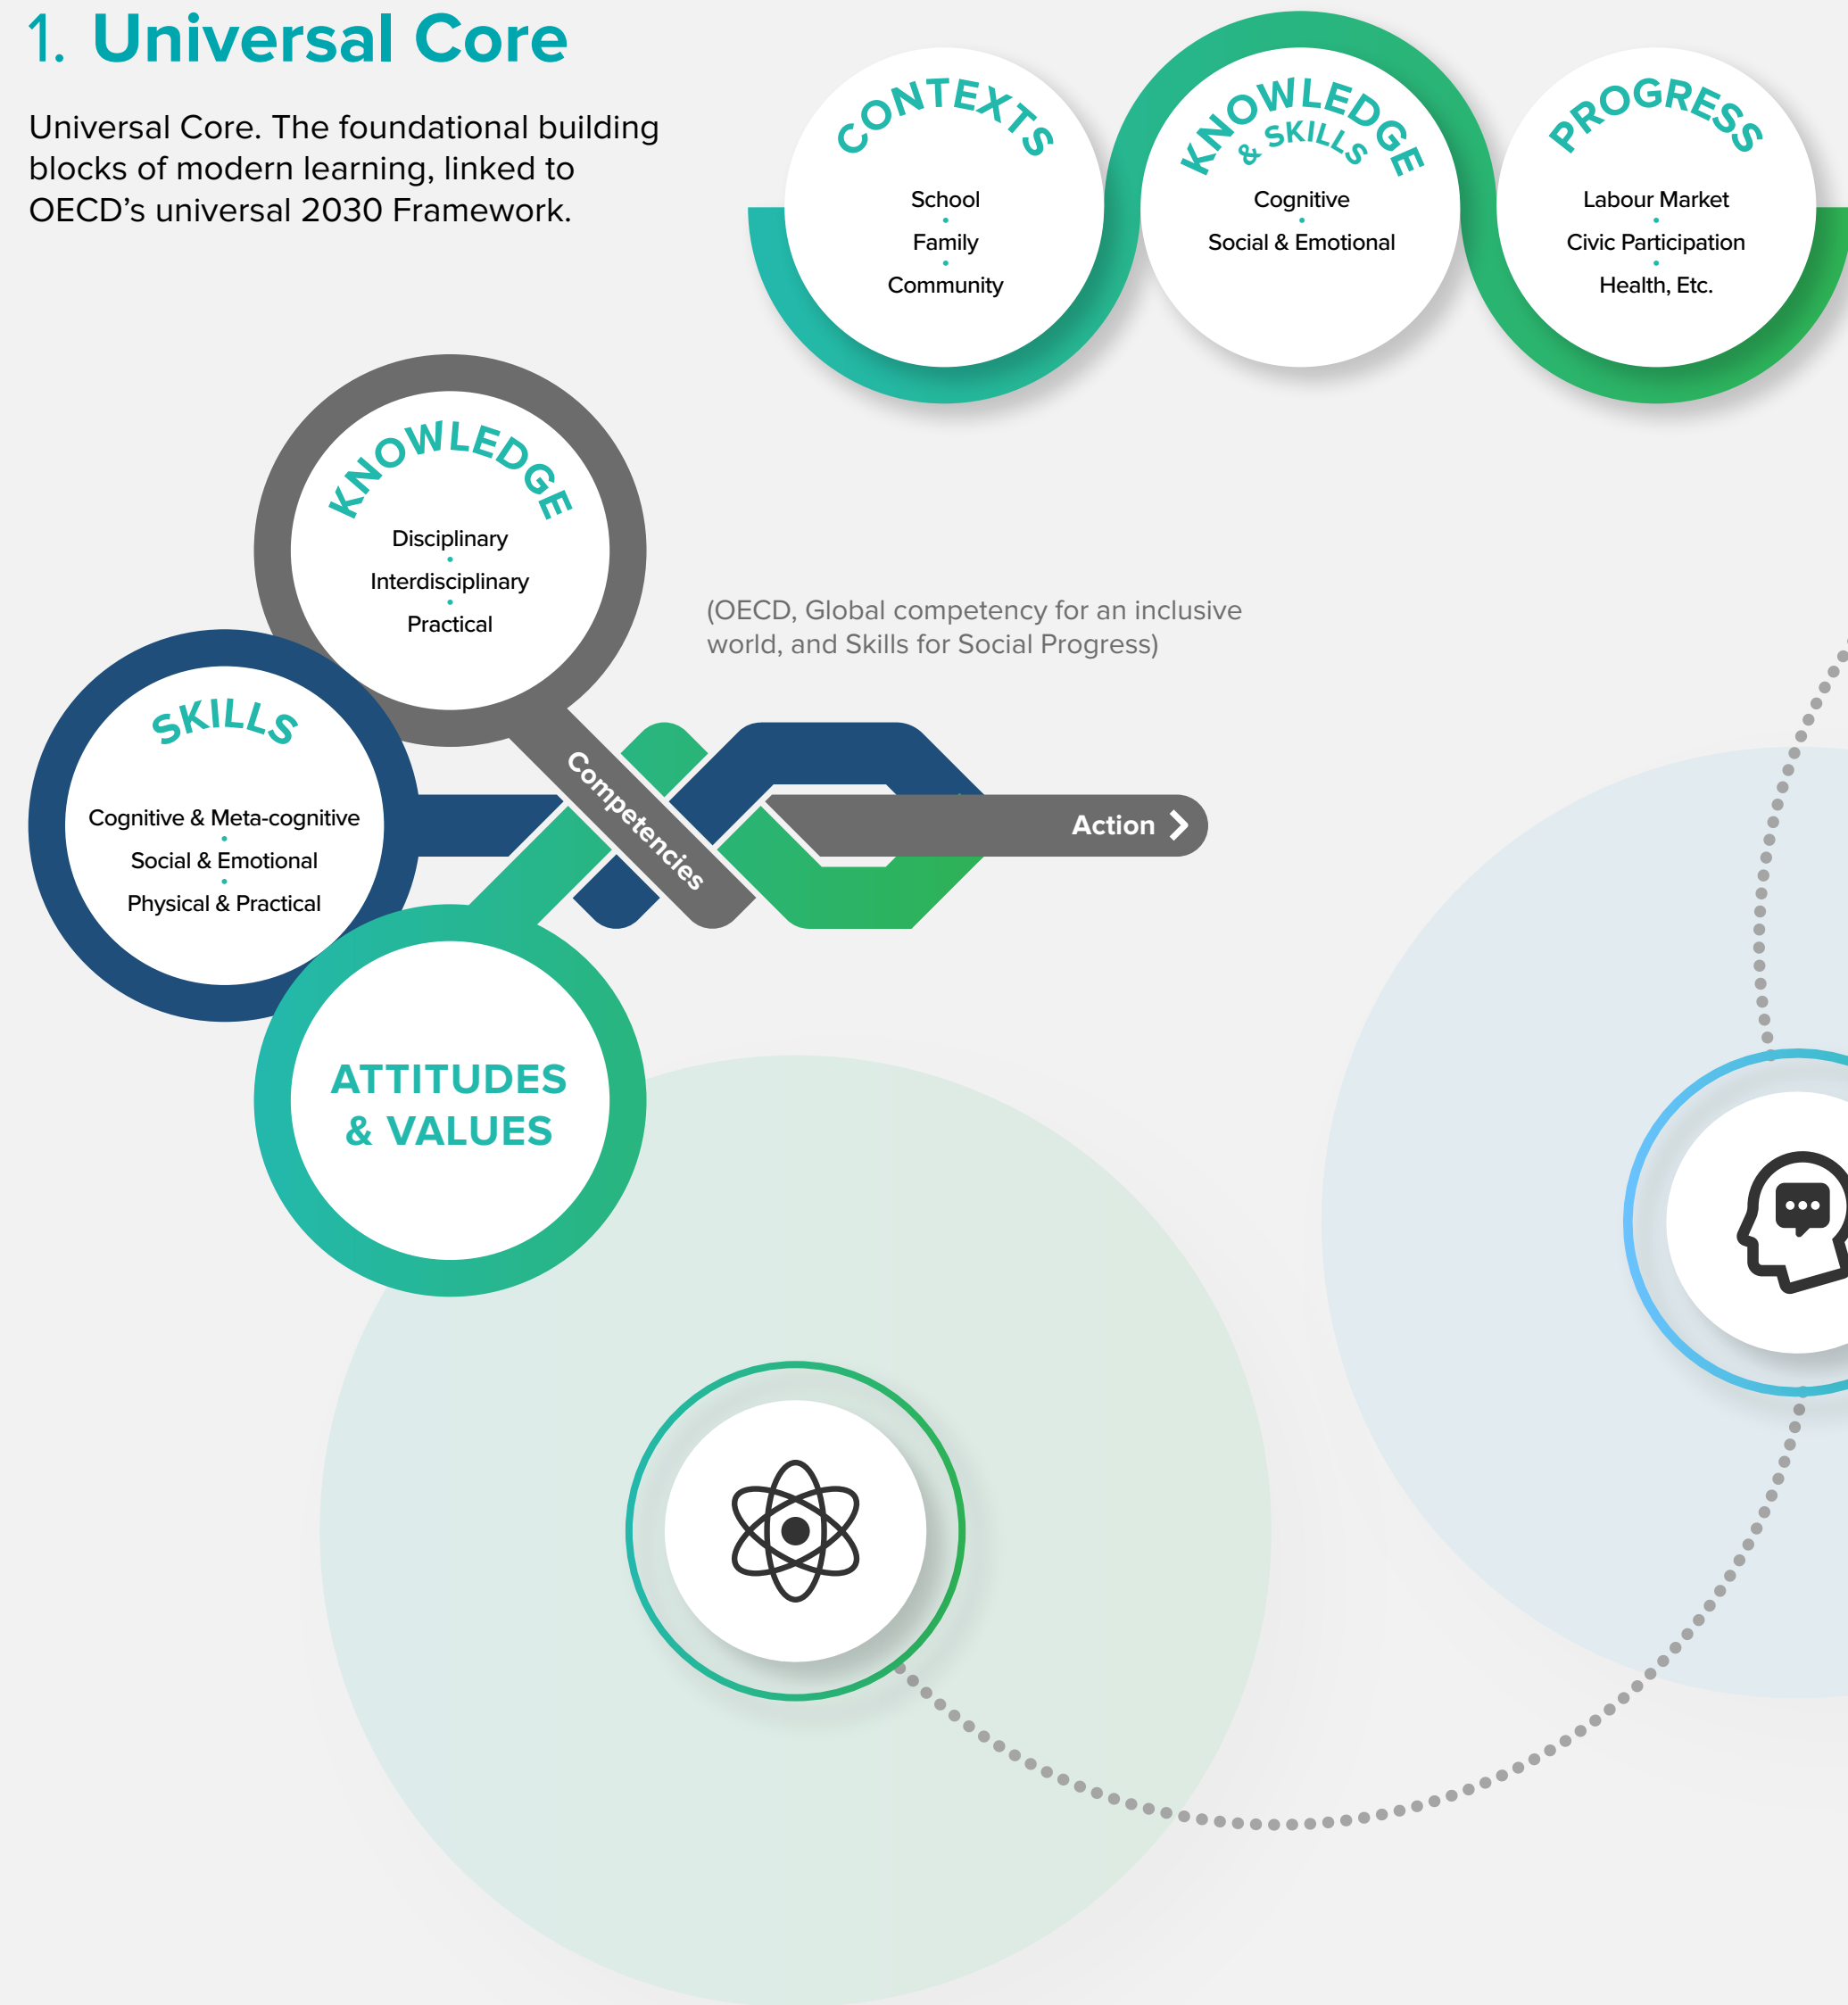 1. Universal Core
Universal Core. The foundational building
blocks of modern learning, linked to
OECD’s universal 2030 Framework.
CONTEXTS
School
Family
Community
KNOWLEDGE
& SKILLS
Cognitive
Social & Emotional
PROGRESS
Labour Market
Civic Participation
Health, Etc.
KNOWLEDGE
Disciplinary
Interdisciplinary
Practical
(OECD, Global competency for an inclusive
world, and Skills for Social Progress)
SKILLS
Cognitive & Meta-cognitive
Social & Emotional
Physical & Practical
Competencies
Action
ATTITUDES
& VALUES